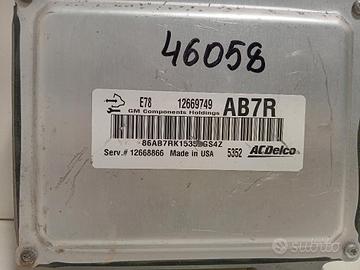 46058
E78 12669749 AB7R
GM Components Holdings
Serv.# 12668866 Made in USA 5352 ACDelco
subito